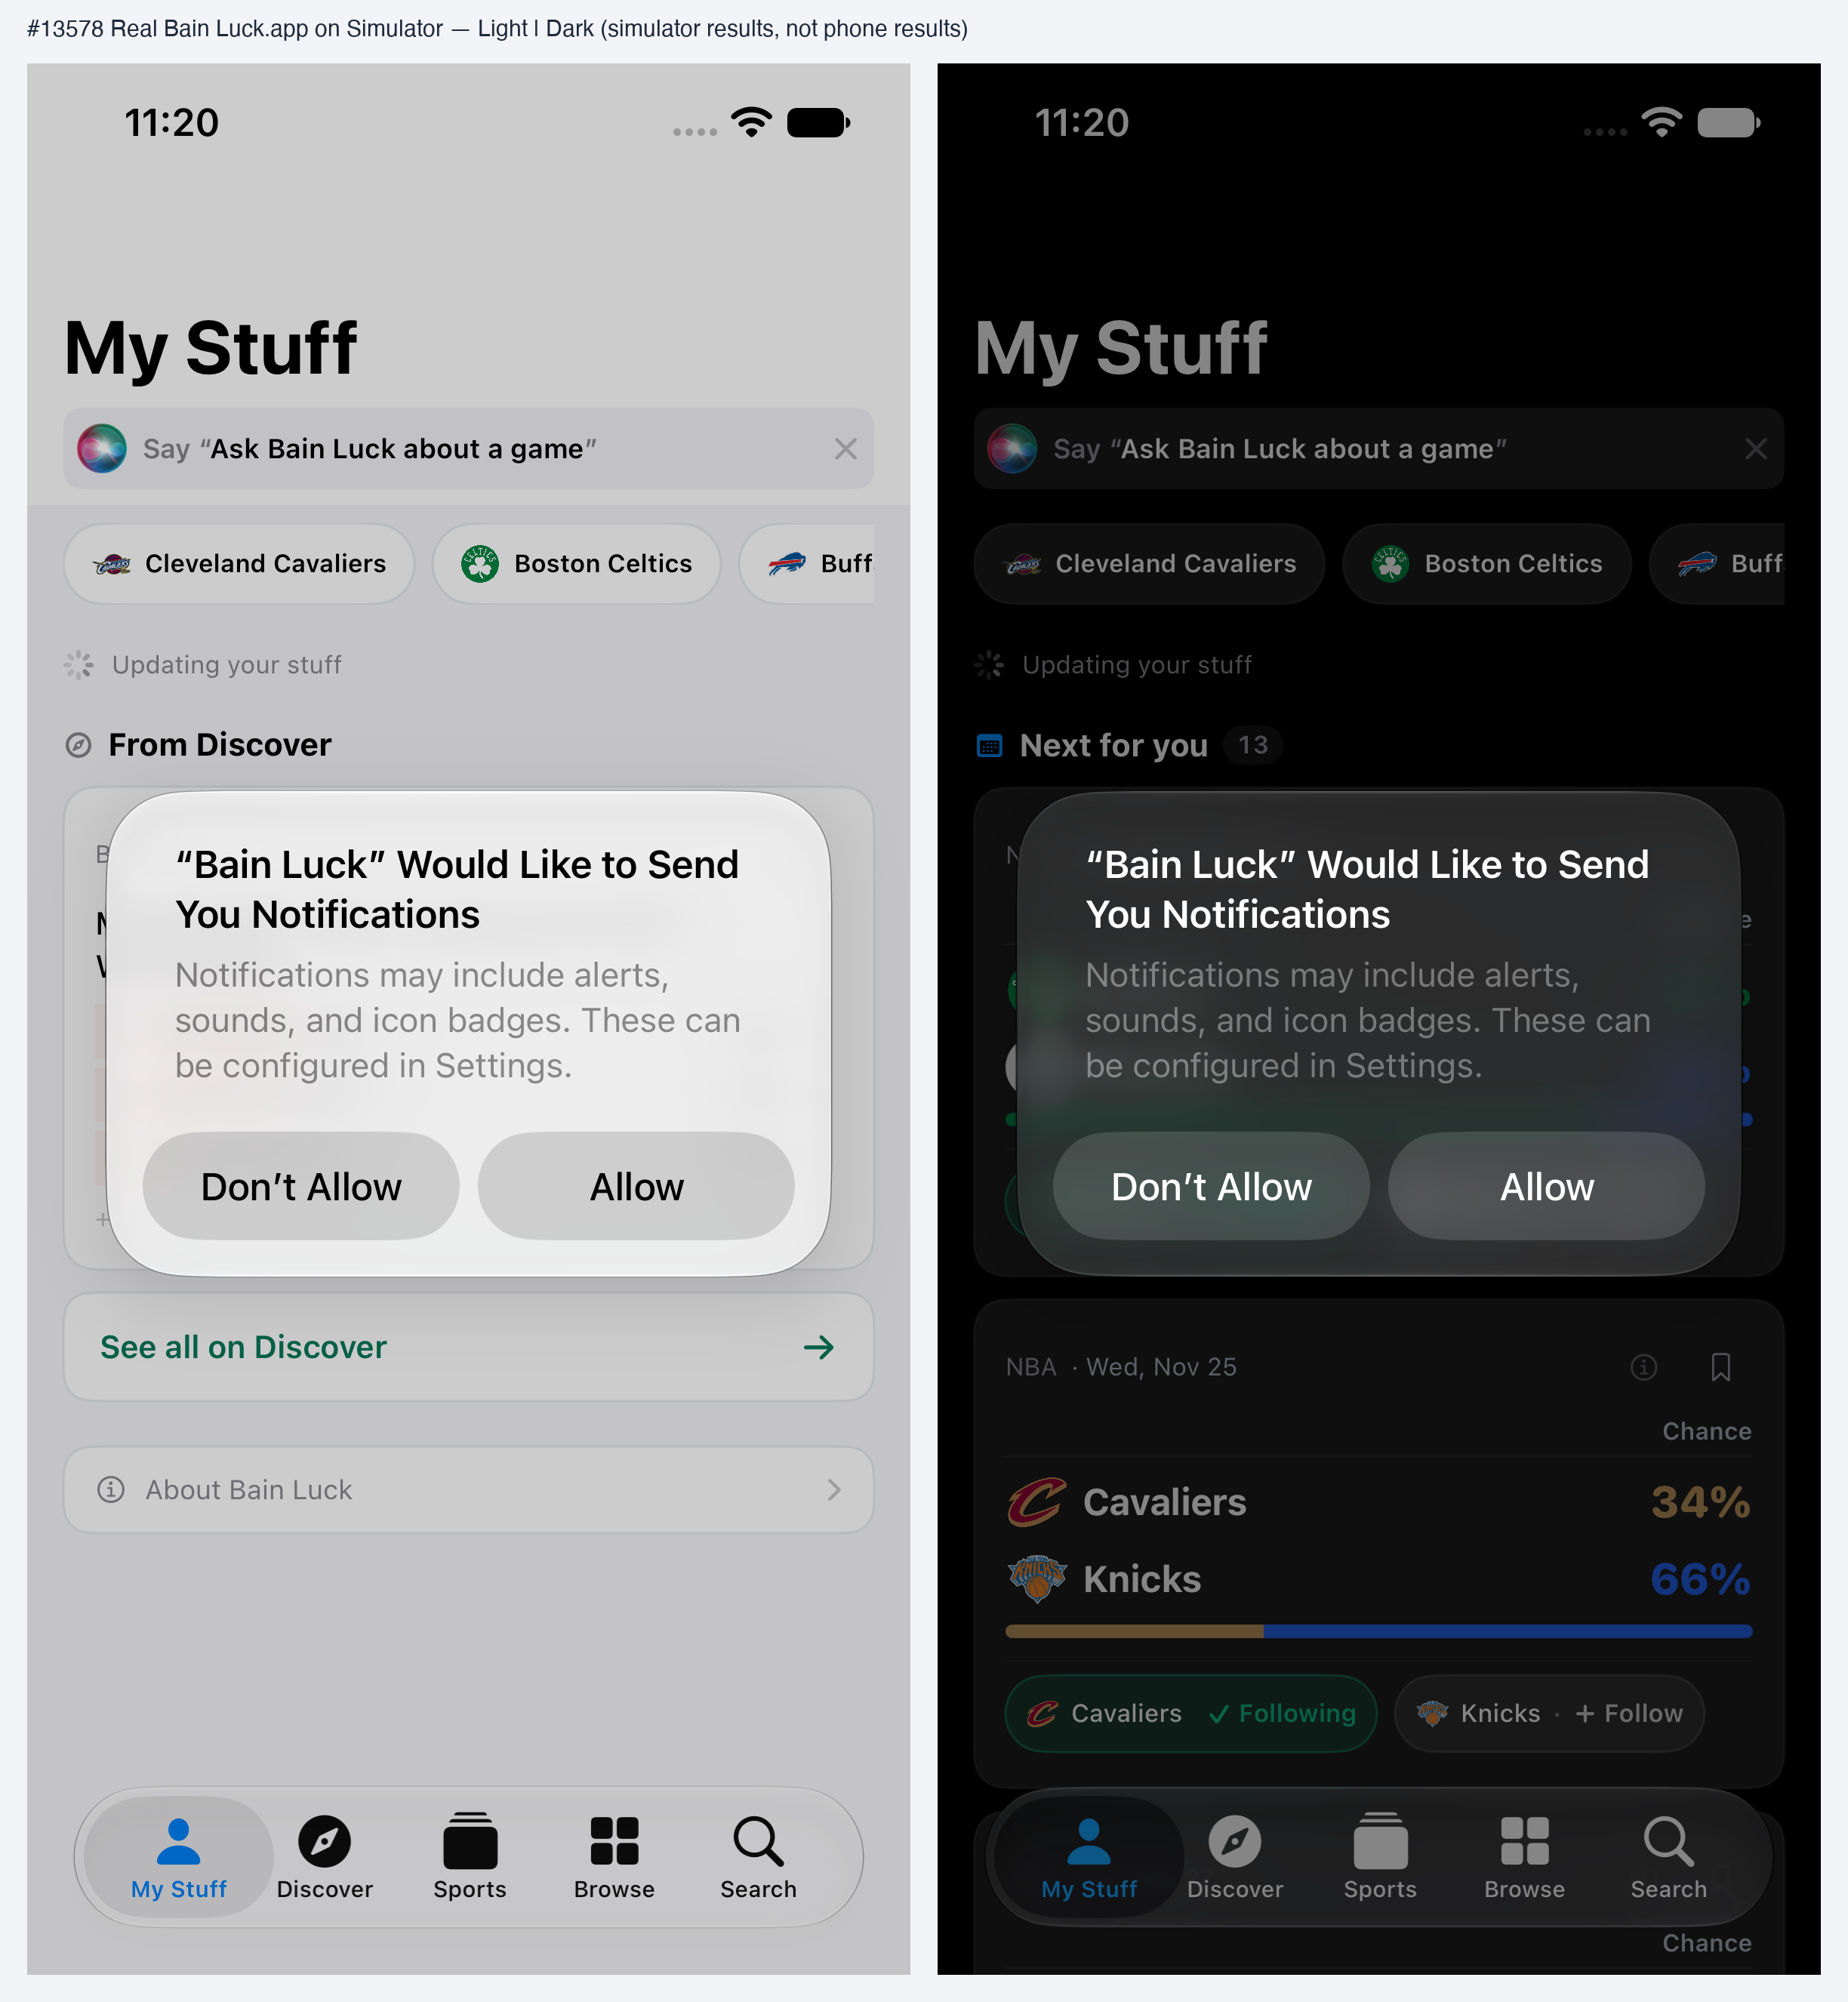 #13578 Real Bain Luck.app on Simulator — Light | Dark (simulator results, not phone results)
11:20
My Stuff
Say “Ask Bain Luck about a game”
Cleveland Cavaliers
Boston Celtics
Buff
Updating your stuff
From Discover
“Bain Luck” Would Like to Send
You Notifications
Notifications may include alerts,
sounds, and icon badges. These can
be configured in Settings.
Don’t Allow
Allow
See all on Discover
About Bain Luck
My Stuff
Discover
Sports
Browse
Search
11:20
My Stuff
Say “Ask Bain Luck about a game”
Cleveland Cavaliers
Boston Celtics
Buff
Updating your stuff
Next for you 13
“Bain Luck” Would Like to Send
You Notifications
Notifications may include alerts,
sounds, and icon badges. These can
be configured in Settings.
Don’t Allow
Allow
NBA · Wed, Nov 25
Chance
Cavaliers 34%
Knicks 66%
Cavaliers ✓ Following
Knicks · + Follow
My Stuff
Discover
Sports
Browse
Search
Chance